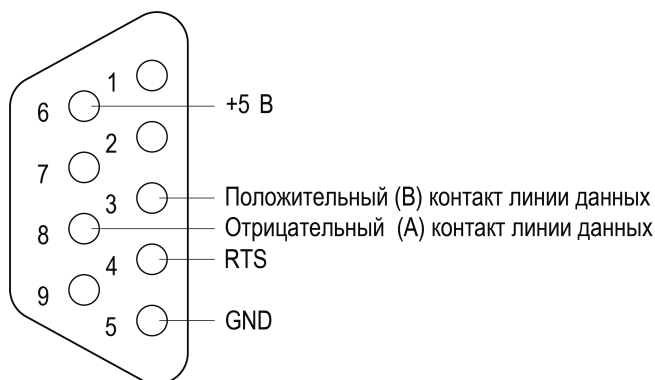 1
6 +5 В
2
7
3 Положительный (B) контакт линии данных
8 Отрицательный (A) контакт линии данных
4 RTS
9
5 GND